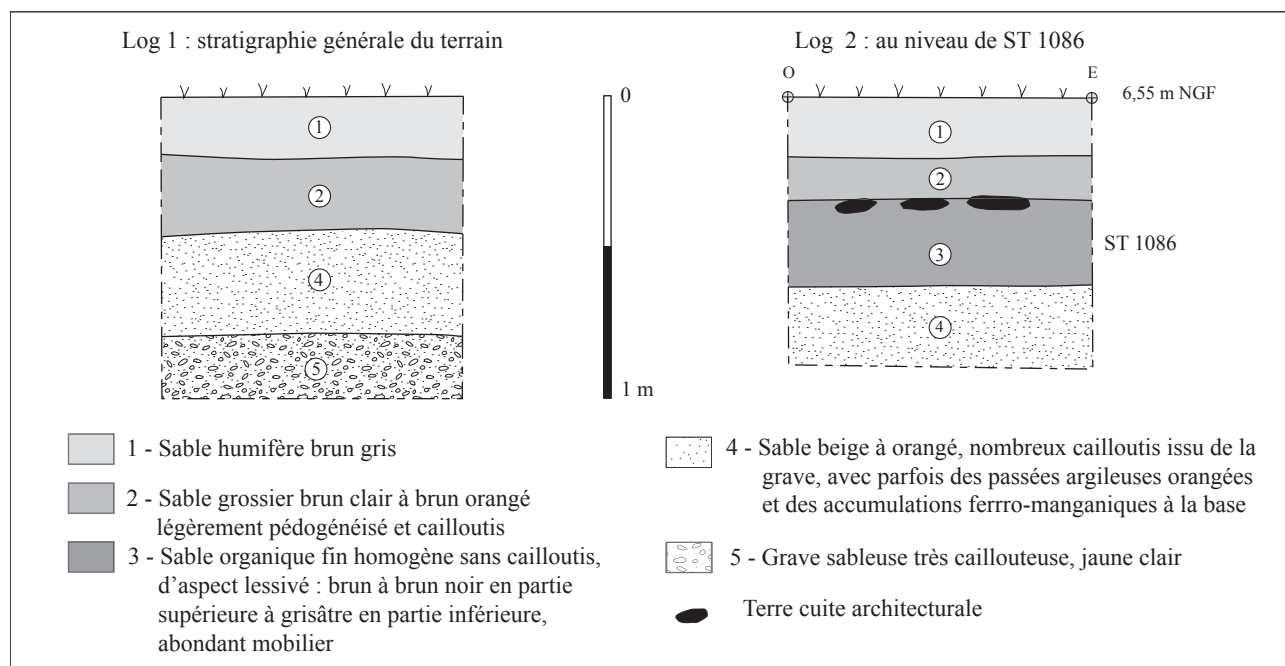 Log 1 : stratigraphie générale du terrain
Log 2 : au niveau de ST 1086
O
E
6,55 m NGF
0
1
2
4
5
1 m
1
2
3
4
ST 1086
1 - Sable humifère brun gris
2 - Sable grossier brun clair à brun orangé
légèrement pédogénéisé et cailloutis
3 - Sable organique fin homogène sans cailloutis,
d'aspect lessivé : brun à brun noir en partie
supérieure à grisâtre en partie inférieure,
abondant mobilier
4 - Sable beige à orangé, nombreux cailloutis issu de la
grave, avec parfois des passées argileuses orangées
et des accumulations ferrro-manganiques à la base
5 - Grave sableuse très caillouteuse, jaune clair
Terre cuite architecturale